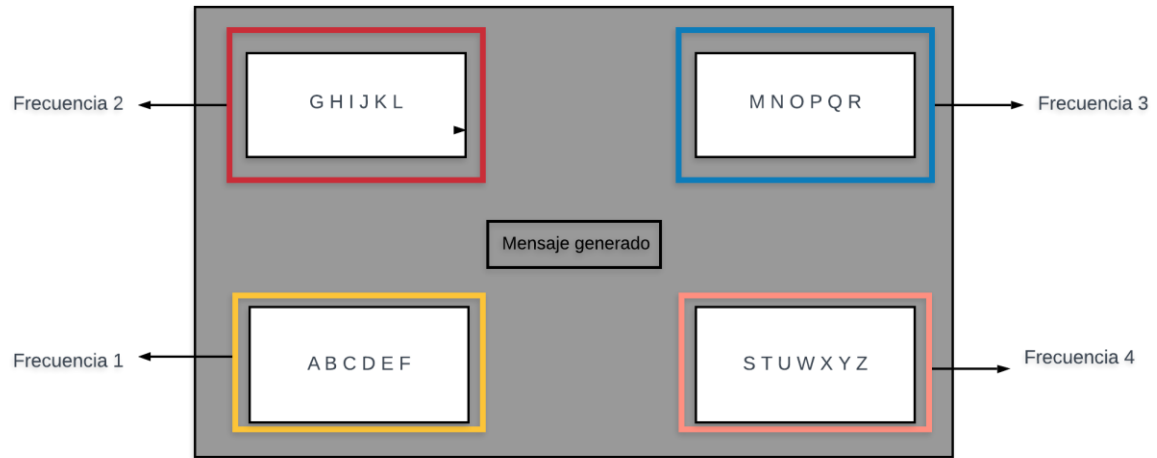 Frecuencia 2
G H I J K L
M N O P Q R
Frecuencia 3
Mensaje generado
Frecuencia 1
A B C D E F
S T U W X Y Z
Frecuencia 4